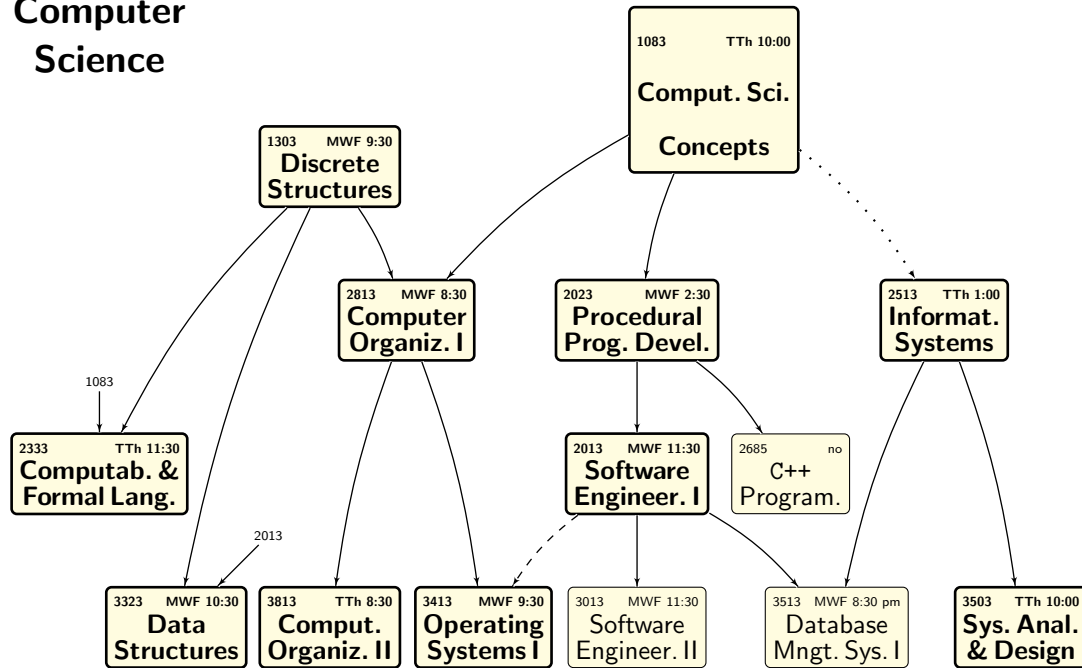 Computer
Science
1083 TTh 10:00
Comput. Sci.
Concepts
1303 MWF 9:30
Discrete
Structures
2813 MWF 8:30
Computer
Organiz. I
2023 MWF 2:30
Procedural
Prog. Devel.
2513 TTh 1:00
Informat.
Systems
1083
2333 TTh 11:30
Computab. &
Formal Lang.
2013 MWF 11:30
Software
Engineer. I
2685 no
C++
Program.
2013
3323 MWF 10:30
Data
Structures
3813 TTh 8:30
Comput.
Organiz. II
3413 MWF 9:30
Operating
Systems I
3013 MWF 11:30
Software
Engineer. II
3513 MWF 8:30 pm
Database
Mngt. Sys. I
3503 TTh 10:00
Sys. Anal.
& Design